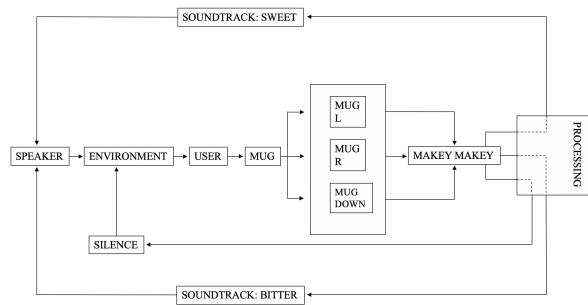 SOUNDTRACK: SWEET
MUG
L
MUG
R
MUG
DOWN
SPEAKER
ENVIRONMENT
USER
MUG
MAKEY MAKEY
PROCESSING
SILENCE
SOUNDTRACK: BITTER